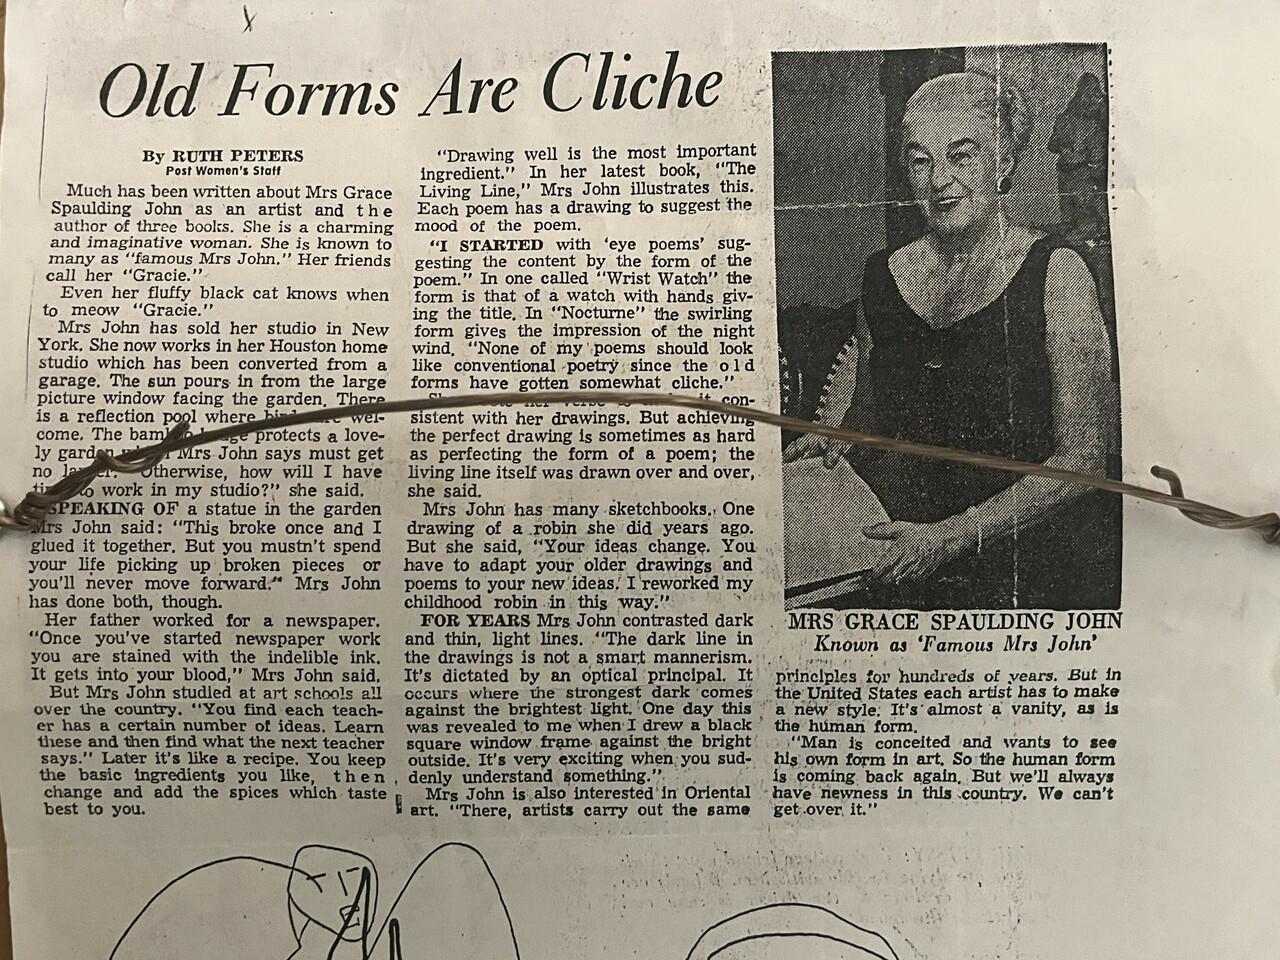 Old Forms Are Cliche
By RUTH PETERS
Post Women's Staff
Much has been written about Mrs Grace
Spaulding John as an artist and the
author of three books. She is a charming
and imaginative woman. She is known to
many as "famous Mrs John." Her friends
call her "Gracie."
Even her fluffy black cat knows when
to meow "Gracie."
Mrs John has sold her studio in New
York. She now works in her Houston home
studio which has been converted from a
garage. The sun pours in from the large
picture window facing the garden. There
is a reflection pool where wel-
come. The protects a love-
ly garden Mrs John says must get
no Otherwise, how will I have
to work in my studio?" she said.
SPEAKING OF a statue in the garden
Mrs John said: "This broke once and I
glued it together. But you mustn't spend
your life picking up broken pieces or
you'll never move forward." Mrs John
has done both, though.
Her father worked for a newspaper.
"Once you've started newspaper work
you are stained with the indelible ink.
It gets into your blood," Mrs John said.
But Mrs John studied at art schools all
over the country. "You find each teach-
er has a certain number of ideas. Learn
these and then find what the next teacher
says." Later it's like a recipe. You keep
the basic ingredients you like, then
change and add the spices which taste
best to you.
"Drawing well is the most important
ingredient." In her latest book, "The
Living Line," Mrs John illustrates this.
Each poem has a drawing to suggest the
mood of the poem.
"I STARTED with 'eye poems' sug-
gesting the content by the form of the
poem." In one called "Wrist Watch" the
form is that of a watch with hands giv-
ing the title. In "Nocturne" the swirling
form gives the impression of the night
wind. "None of my poems should look
like conventional poetry since the old
forms have gotten somewhat cliche."
her verse it con-
sistent with her drawings. But achieving
the perfect drawing is sometimes as hard
as perfecting the form of a poem; the
living line itself was drawn over and over,
she said.
Mrs John has many sketchbooks. One
drawing of a robin she did years ago.
But she said, "Your ideas change. You
have to adapt your older drawings and
poems to your new ideas. I reworked my
childhood robin in this way."
FOR YEARS Mrs John contrasted dark
and thin, light lines. "The dark line in
the drawings is not a smart mannerism.
It's dictated by an optical principal. It
occurs where the strongest dark comes
against the brightest light. One day this
was revealed to me when I drew a black
square window frame against the bright
outside. It's very exciting when you sud-
denly understand something."
Mrs John is also interested in Oriental
art. "There, artists carry out the same
MRS GRACE SPAULDING JOHN
Known as 'Famous Mrs John'
principles for hundreds of years. But in
the United States each artist has to make
a new style. It's almost a vanity, as is
the human form.
"Man is conceited and wants to see
his own form in art. So the human form
is coming back again. But we'll always
have newness in this country. We can't
get over it."